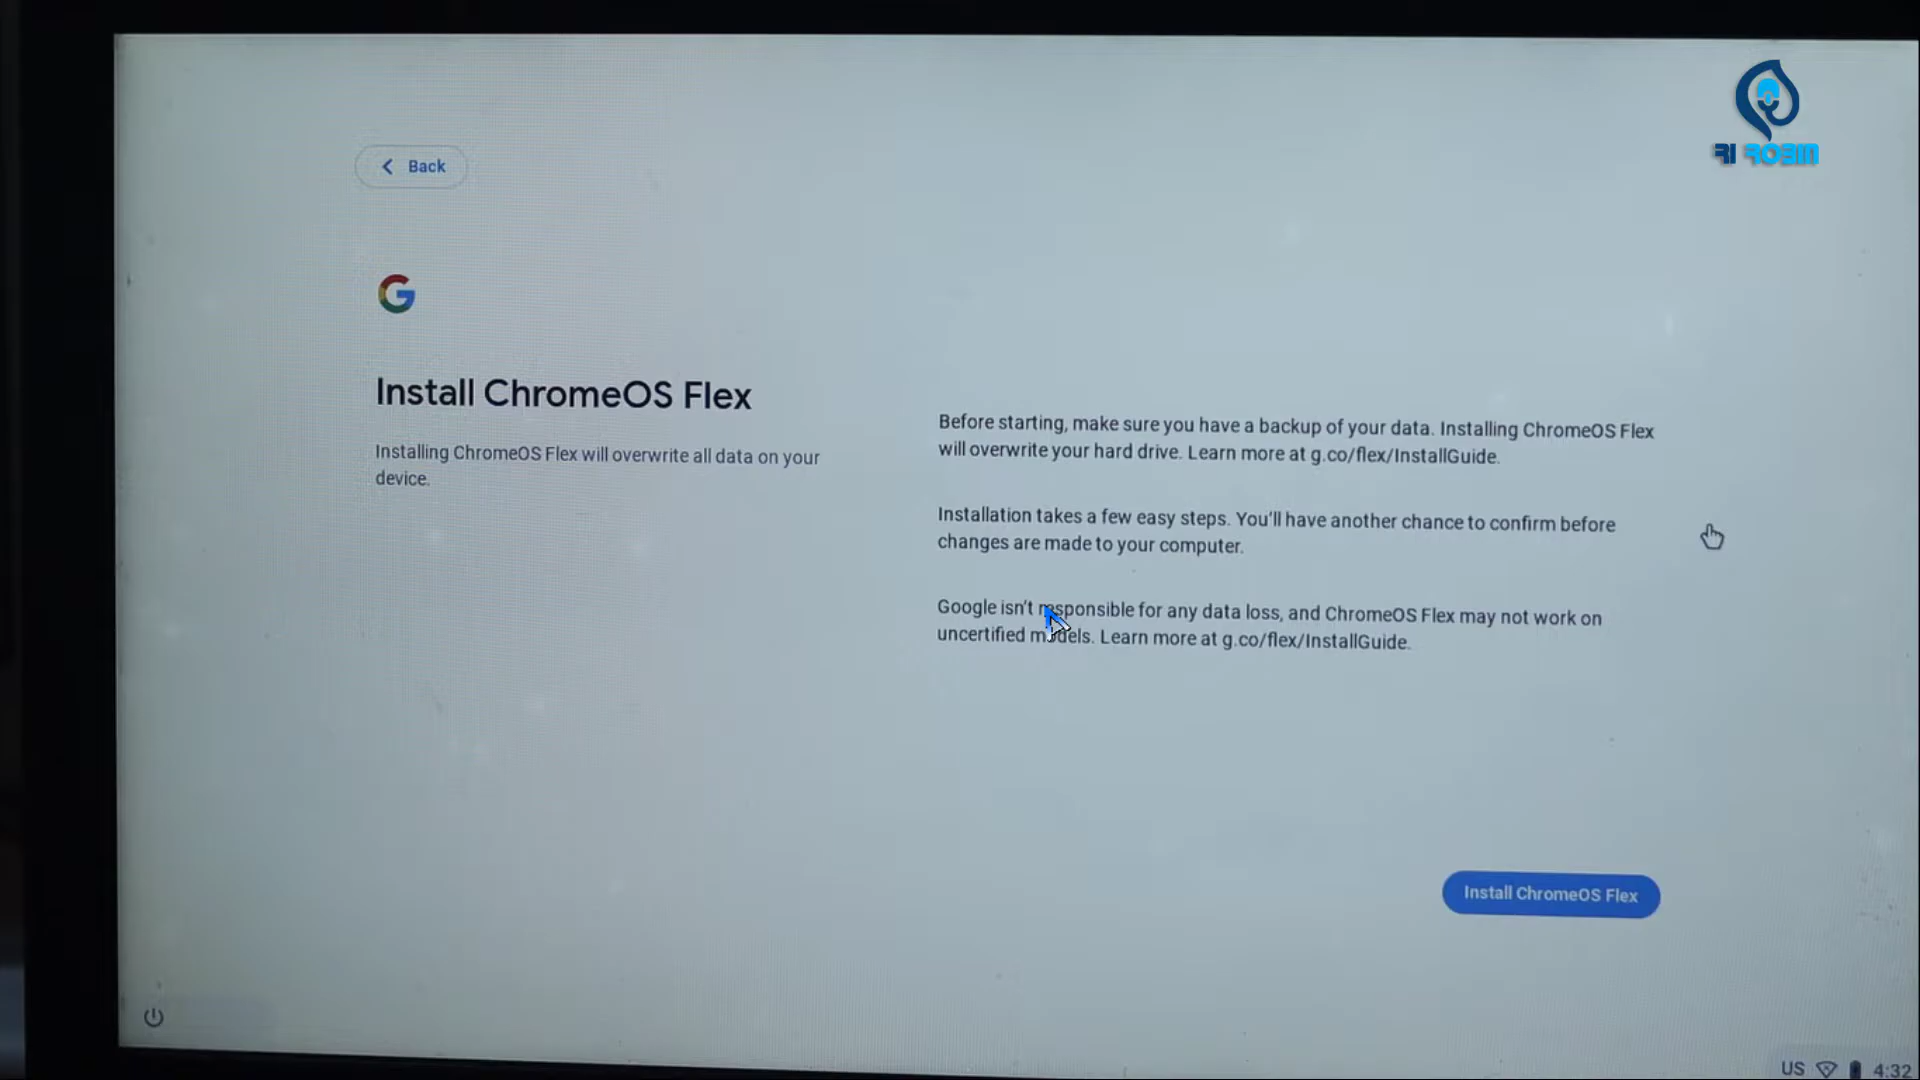 RI ROBIN
Back
Install ChromeOS Flex
Installing ChromeOS Flex will overwrite all data on your
device.
Before starting, make sure you have a backup of your data. Installing ChromeOS Flex
will overwrite your hard drive. Learn more at g.co/flex/InstallGuide.
Installation takes a few easy steps. You'll have another chance to confirm before
changes are made to your computer.
Google isn't responsible for any data loss, and ChromeOS Flex may not work on
uncertified models. Learn more at g.co/flex/InstallGuide.
Install ChromeOS Flex
US 4:32